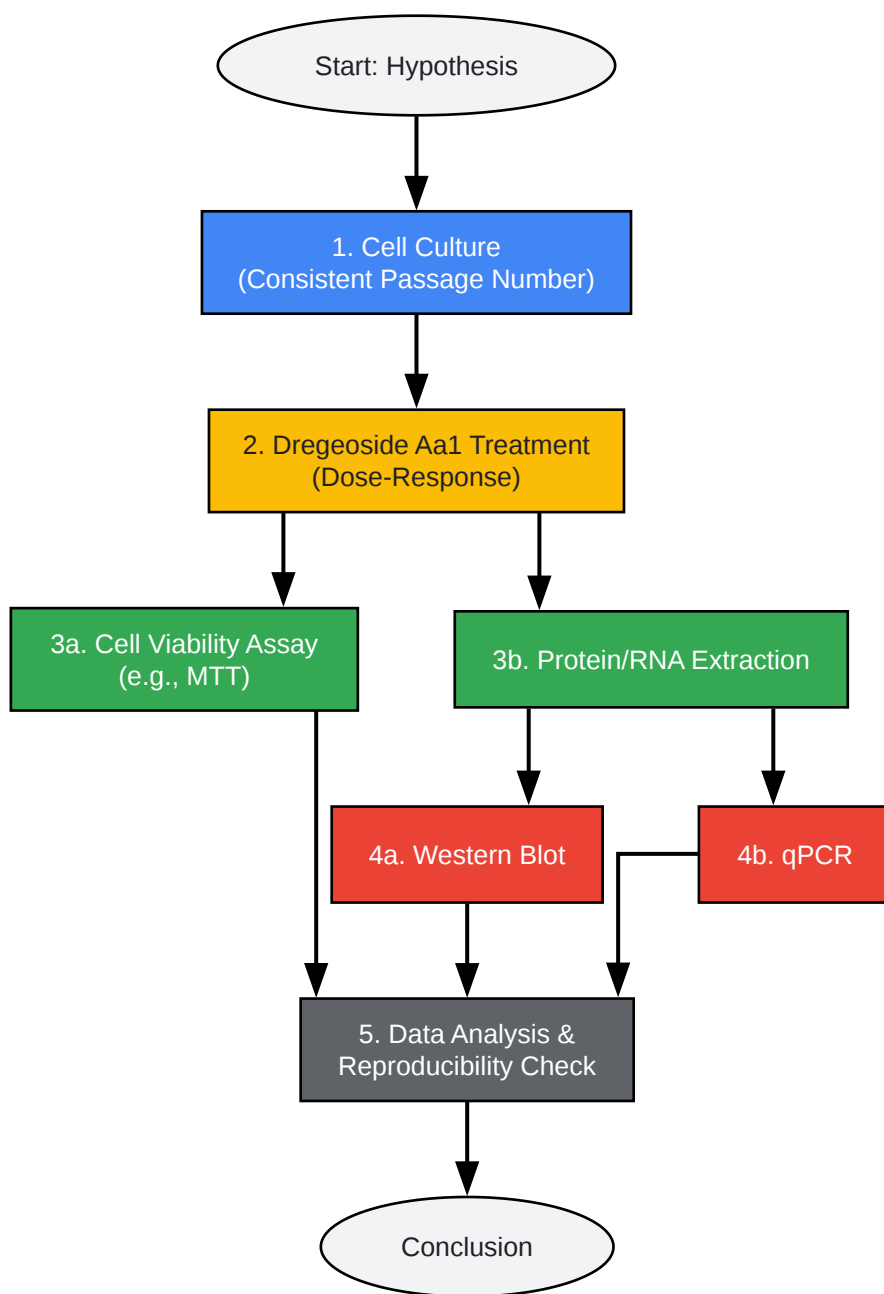 Start: Hypothesis
1. Cell Culture
(Consistent Passage Number)
2. Dregeoside Aa1 Treatment
(Dose-Response)
3a. Cell Viability Assay
(e.g., MTT)
3b. Protein/RNA Extraction
4a. Western Blot
4b. qPCR
5. Data Analysis &
Reproducibility Check
Conclusion